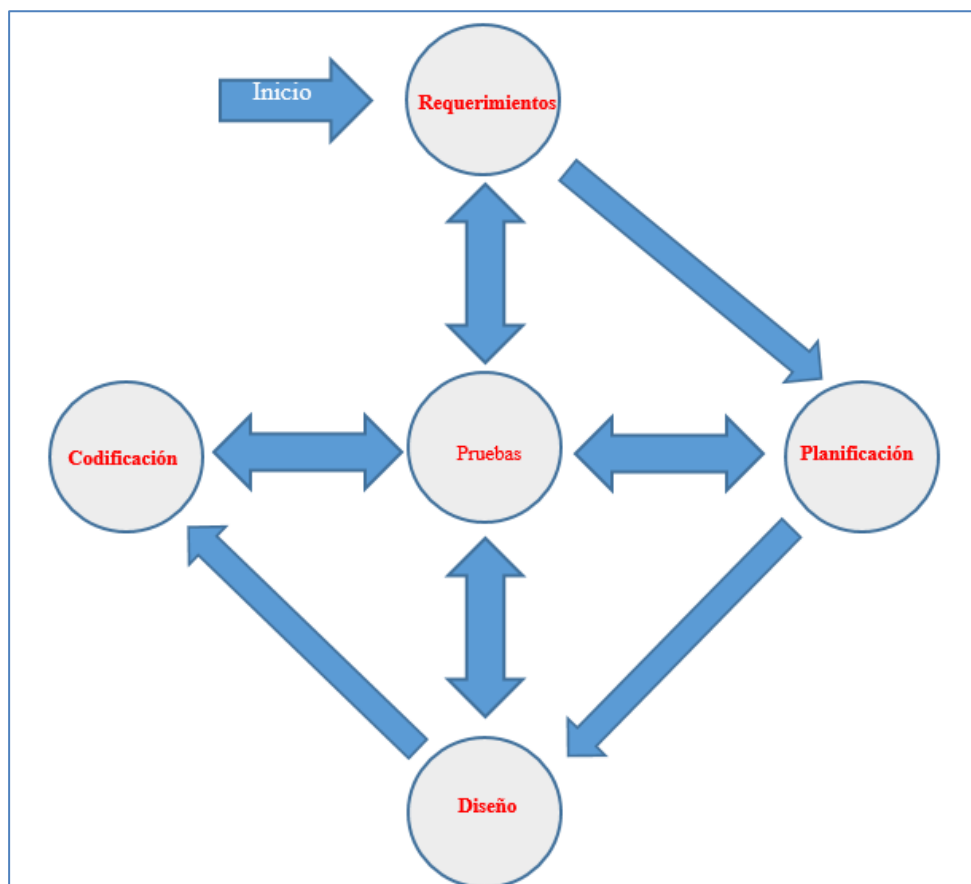 Inicio
Requerimientos
Codificación
Pruebas
Planificación
Diseño